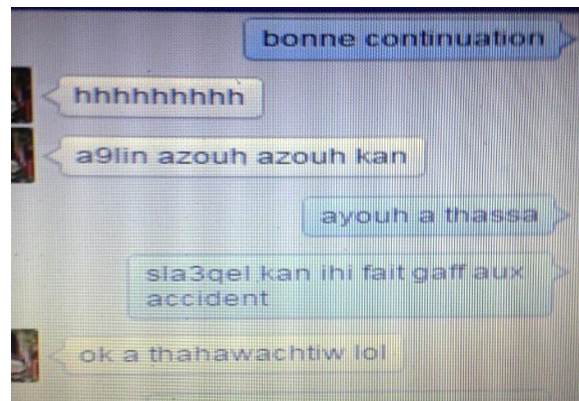 bonne continuation
hhhhhhhhh
a9lin azouh azouh kan
ayouh a thassa
sla3qel kan ihi fait gaff aux
accident
ok a thahawachtiw lol